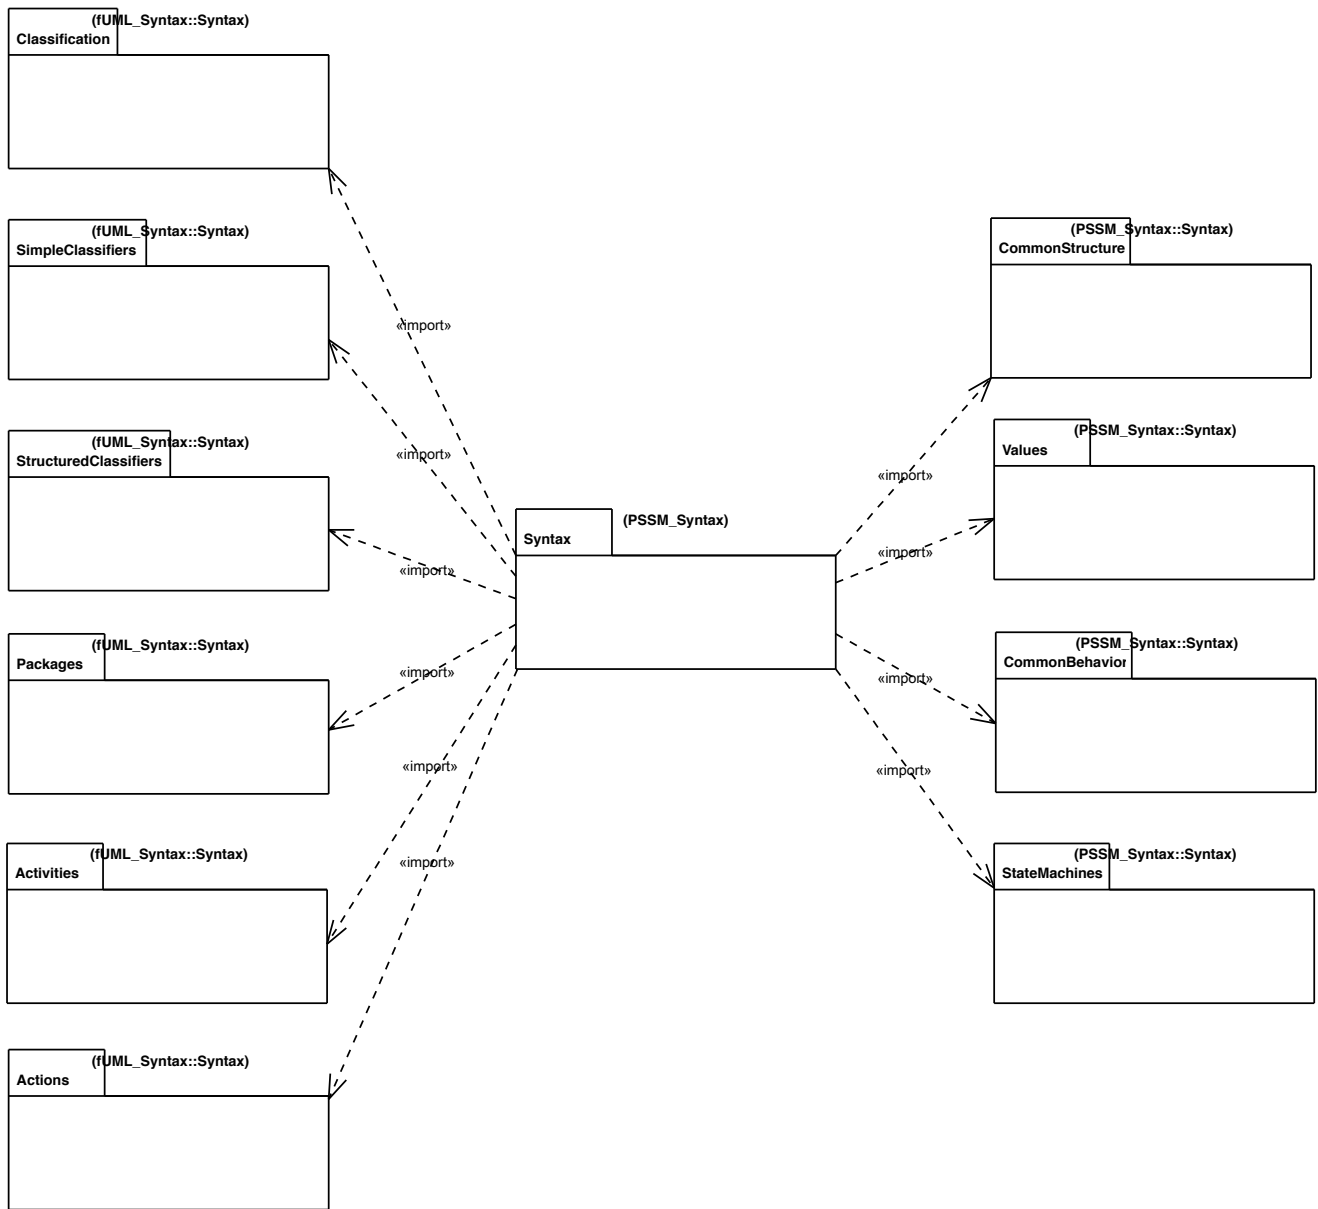 (fUML_Syntax::Syntax)
Classification
(fUML_Syntax::Syntax)
SimpleClassifiers
(fUML_Syntax::Syntax)
StructuredClassifiers
(fUML_Syntax::Syntax)
Packages
(fUML_Syntax::Syntax)
Activities
(fUML_Syntax::Syntax)
Actions
«import»
«import»
«import»
«import»
«import»
«import»
(PSSM_Syntax)
Syntax
«import»
«import»
«import»
«import»
(PSSM_Syntax::Syntax)
CommonStructure
(PSSM_Syntax::Syntax)
Values
(PSSM_Syntax::Syntax)
CommonBehavior
(PSSM_Syntax::Syntax)
StateMachines